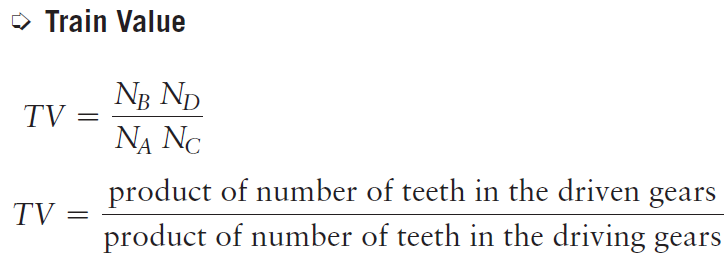 ➩ Train Value
TV = N_B N_D / N_A N_C
TV = product of number of teeth in the driven gears / product of number of teeth in the driving gears